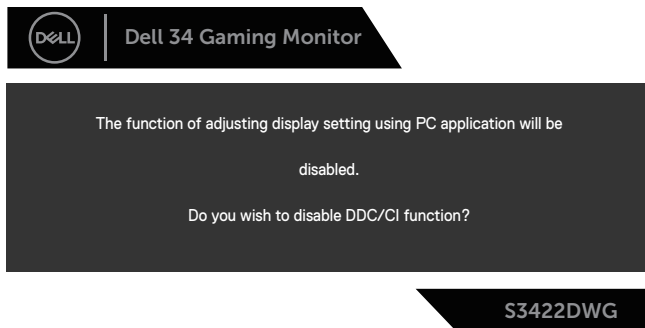 DELL
Dell 34 Gaming Monitor
The function of adjusting display setting using PC application will be
disabled.
Do you wish to disable DDC/CI function?
S3422DWG